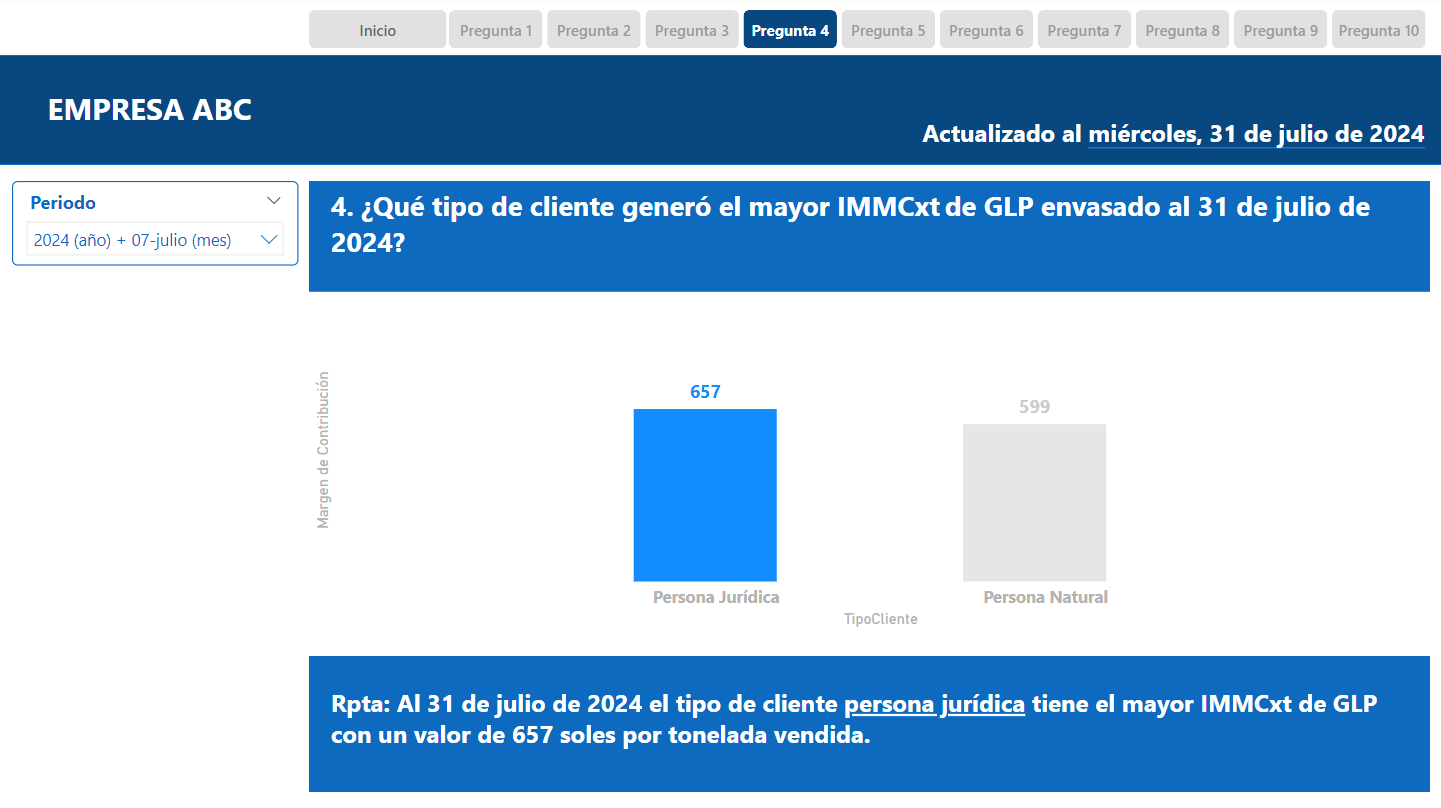 Inicio
Pregunta 1
Pregunta 2
Pregunta 3
Pregunta 4
Pregunta 5
Pregunta 6
Pregunta 7
Pregunta 8
Pregunta 9
Pregunta 10
EMPRESA ABC
Actualizado al miércoles, 31 de julio de 2024
Periodo
2024 (año) + 07-julio (mes)
4. ¿Qué tipo de cliente generó el mayor IMMCxt de GLP envasado al 31 de julio de
2024?
Margen de Contribución
657
599
Persona Jurídica
Persona Natural
TipoCliente
Rpta: Al 31 de julio de 2024 el tipo de cliente persona jurídica tiene el mayor IMMCxt de GLP
con un valor de 657 soles por tonelada vendida.